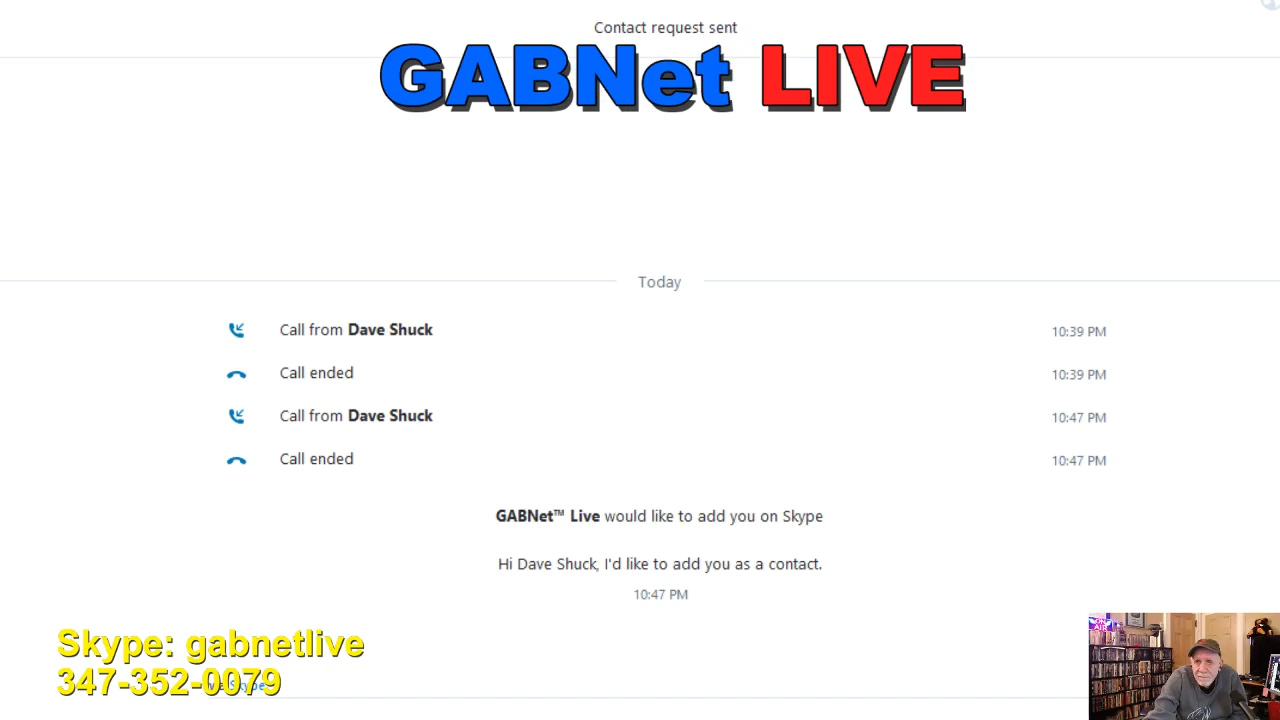 Contact request sent
GABNet LIVE
Today
Call from Dave Shuck 10:39 PM
Call ended 10:39 PM
Call from Dave Shuck 10:47 PM
Call ended 10:47 PM
GABNet™ Live would like to add you on Skype
Hi Dave Shuck, I'd like to add you as a contact.
10:47 PM
Skype: gabnetlive
347-352-0079
ON
AIR